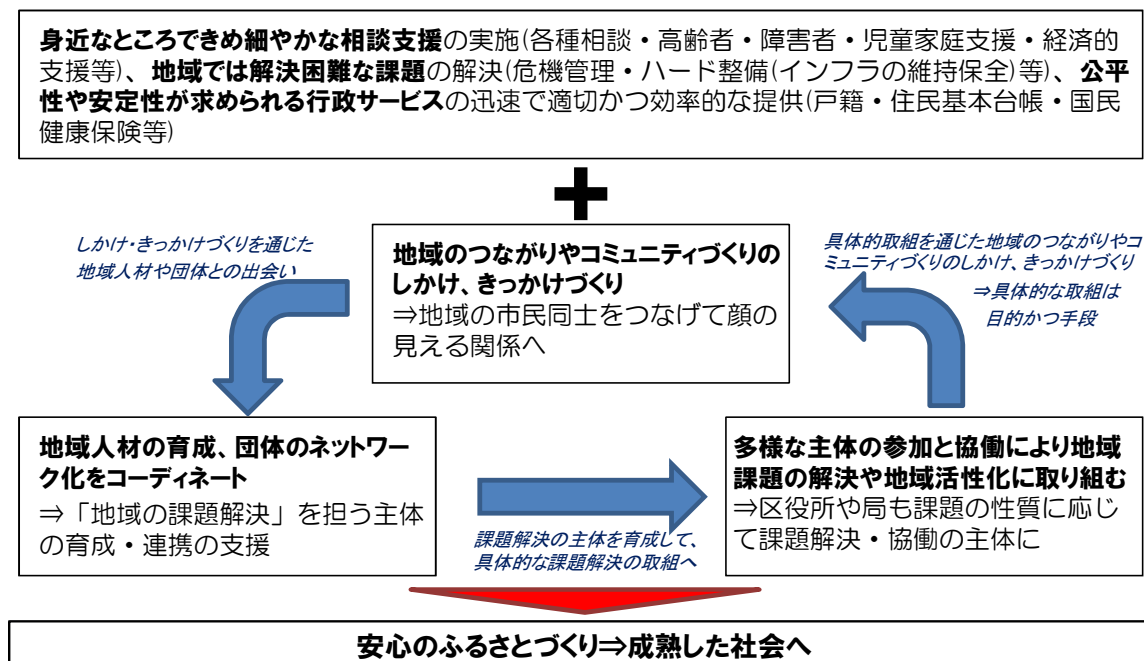 身近なところできめ細やかな相談支援の実施(各種相談・高齢者・障害者・児童家庭支援・経済的
支援等)、地域では解決困難な課題の解決(危機管理・ハード整備(インフラの維持保全)等)、公平
性や安定性が求められる行政サービスの迅速で適切かつ効率的な提供(戸籍・住民基本台帳・国民
健康保険等)
しかけ・きっかけづくりを通じた
地域人材や団体との出会い
地域のつながりやコミュニティづくりの
しかけ、きっかけづくり
⇒地域の市民同士をつなげて顔の
見える関係へ
具体的取組を通じた地域のつながりやコ
ミュニティづくりのしかけ、きっかけづくり
⇒具体的な取組は
目的かつ手段
地域人材の育成、団体のネットワー
ク化をコーディネート
⇒「地域の課題解決」を担う主体
の育成・連携の支援
課題解決の主体を育成して、
具体的な課題解決の取組へ
多様な主体の参加と協働により地域
課題の解決や地域活性化に取り組む
⇒区役所や局も課題の性質に応じ
て課題解決・協働の主体に
安心のふるさとづくり⇒成熟した社会へ